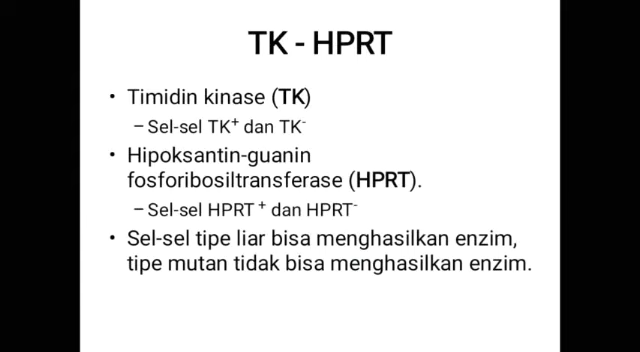 TK - HPRT
• Timidin kinase (TK)
– Sel-sel TK⁺ dan TK⁻
• Hipoksantin-guanin
fosforibosiltransferase (HPRT).
– Sel-sel HPRT ⁺ dan HPRT⁻
• Sel-sel tipe liar bisa menghasilkan enzim,
tipe mutan tidak bisa menghasilkan enzim.